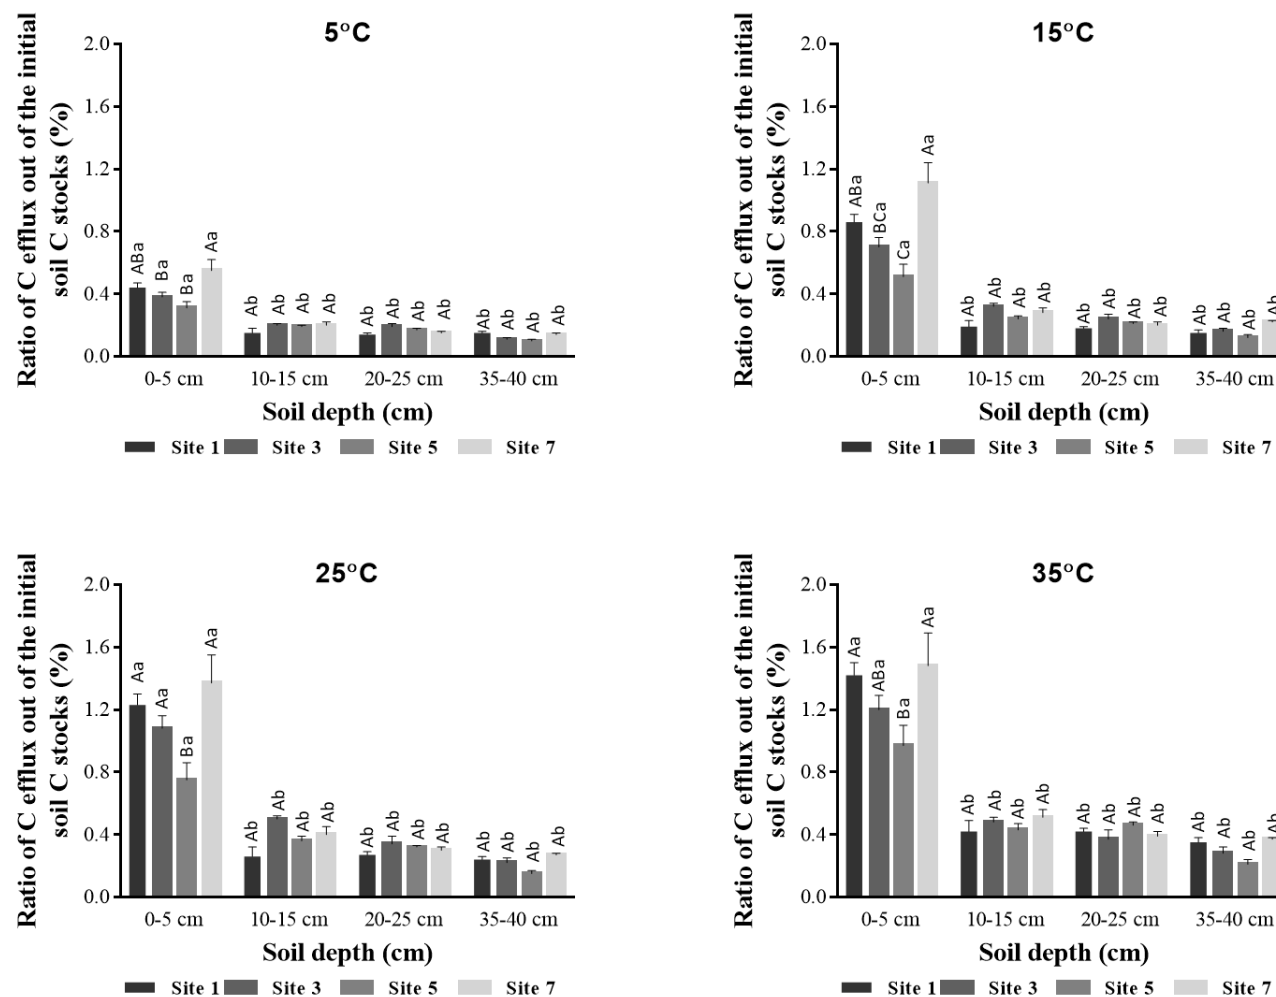 5°C
Ratio of C efflux out of the initial
soil C stocks (%)
2.0
1.6
1.2
0.8
0.4
0.0
ABa Ba Ba Aa Ab Ab Ab Ab Ab Ab Ab Ab Ab Ab Ab Ab
0-5 cm 10-15 cm 20-25 cm 35-40 cm
Soil depth (cm)
Site 1 Site 3 Site 5 Site 7
15°C
Ratio of C efflux out of the initial
soil C stocks (%)
2.0
1.6
1.2
0.8
0.4
0.0
ABa BCa Ca Aa Ab Ab Ab Ab Ab Ab Ab Ab Ab Ab Ab Ab
0-5 cm 10-15 cm 20-25 cm 35-40 cm
Soil depth (cm)
Site 1 Site 3 Site 5 Site 7
25°C
Ratio of C efflux out of the initial
soil C stocks (%)
2.0
1.6
1.2
0.8
0.4
0.0
Aa Aa Ba Aa Ab Ab Ab Ab Ab Ab Ab Ab Ab Ab Ab Ab
0-5 cm 10-15 cm 20-25 cm 35-40 cm
Soil depth (cm)
Site 1 Site 3 Site 5 Site 7
35°C
Ratio of C efflux out of the initial
soil C stocks (%)
2.0
1.6
1.2
0.8
0.4
0.0
Aa ABa Ba Aa Ab Ab Ab Ab Ab Ab Ab Ab Ab Ab Ab Ab
0-5 cm 10-15 cm 20-25 cm 35-40 cm
Soil depth (cm)
Site 1 Site 3 Site 5 Site 7